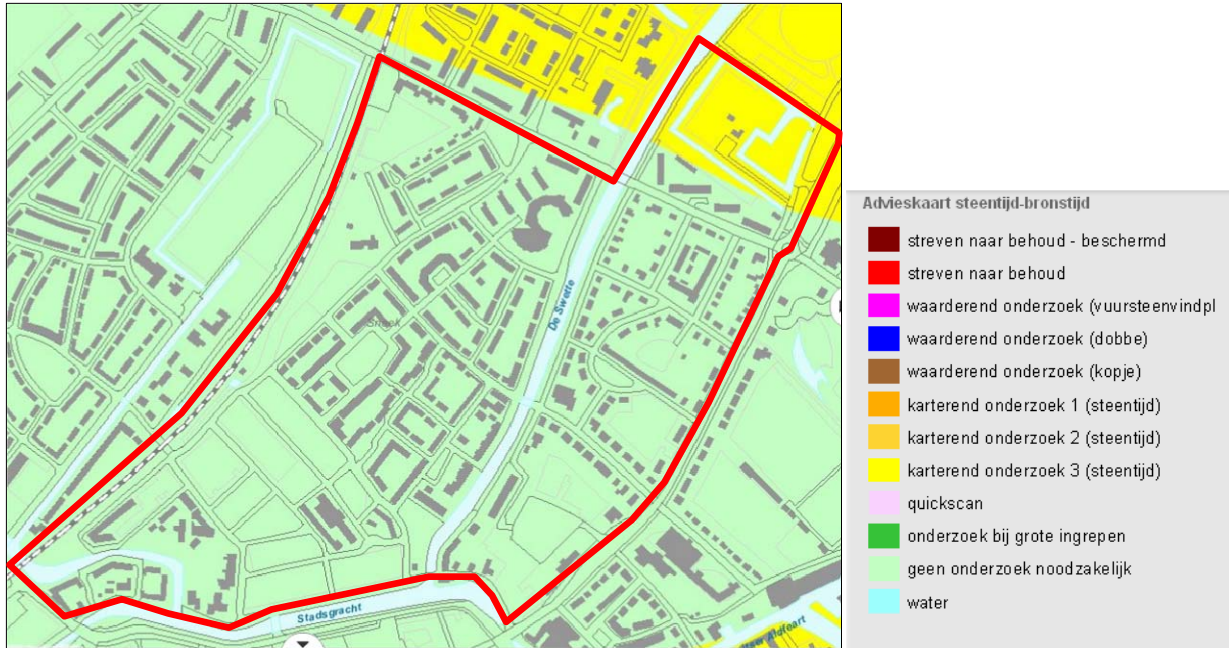 De Swette
Sneek
Stadsgracht
Advieskaart steentijd-bronstijd
streven naar behoud - beschermd
streven naar behoud
waarderend onderzoek (vuursteenvindpl
waarderend onderzoek (dobbe)
waarderend onderzoek (kopje)
karterend onderzoek 1 (steentijd)
karterend onderzoek 2 (steentijd)
karterend onderzoek 3 (steentijd)
quickscan
onderzoek bij grote ingrepen
geen onderzoek noodzakelijk
water